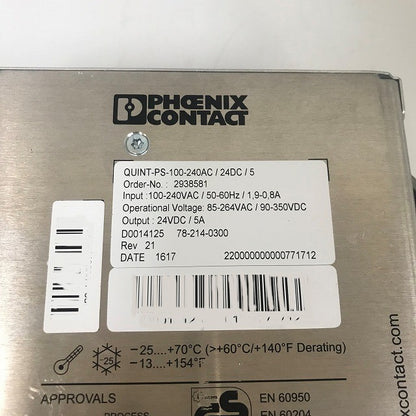 PHŒNIX
CONTACT
QUINT-PS-100-240AC / 24DC / 5
Order-No.: 2938581
Input :100-240VAC / 50-60Hz / 1,9-0,8A
Operational Voltage: 85-264VAC / 90-350VDC
Output : 24VDC / 5A
D0014125 78-214-0300
Rev 21
DATE 1617 220000000000771712
-25
−25....+70°C (>+60°C/+140°F Derating)
−13....+154°F
APPROVALS
PROCESS
EN 60950
EN 60204
xcontact.com